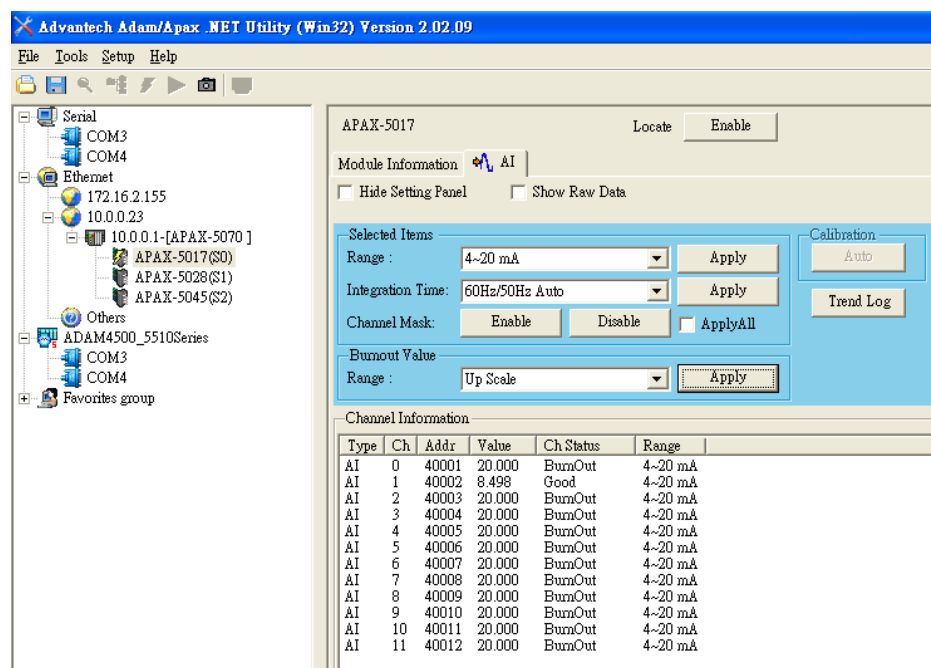 Advantech Adam/Apax .NET Utility (Win32) Version 2.02.09
File Tools Setup Help
Serial
COM3
COM4
Ethernet
172.16.2.155
10.0.0.23
10.0.0.1-[APAX-5070 ]
APAX-5017(S0)
APAX-5028(S1)
APAX-5045(S2)
Others
ADAM4500_5510Series
COM3
COM4
Favorites group
APAX-5017 Locate Enable
Module Information AI
Hide Setting Panel Show Raw Data
Selected Items
Range : 4~20 mA Apply
Integration Time: 60Hz/50Hz Auto Apply
Channel Mask: Enable Disable ApplyAll
Calibration
Auto
Trend Log
Burnout Value
Range : Up Scale Apply
Channel Information
Type Ch Addr Value Ch Status Range
AI 0 40001 20.000 BurnOut 4~20 mA
AI 1 40002 8.498 Good 4~20 mA
AI 2 40003 20.000 BurnOut 4~20 mA
AI 3 40004 20.000 BurnOut 4~20 mA
AI 4 40005 20.000 BurnOut 4~20 mA
AI 5 40006 20.000 BurnOut 4~20 mA
AI 6 40007 20.000 BurnOut 4~20 mA
AI 7 40008 20.000 BurnOut 4~20 mA
AI 8 40009 20.000 BurnOut 4~20 mA
AI 9 40010 20.000 BurnOut 4~20 mA
AI 10 40011 20.000 BurnOut 4~20 mA
AI 11 40012 20.000 BurnOut 4~20 mA